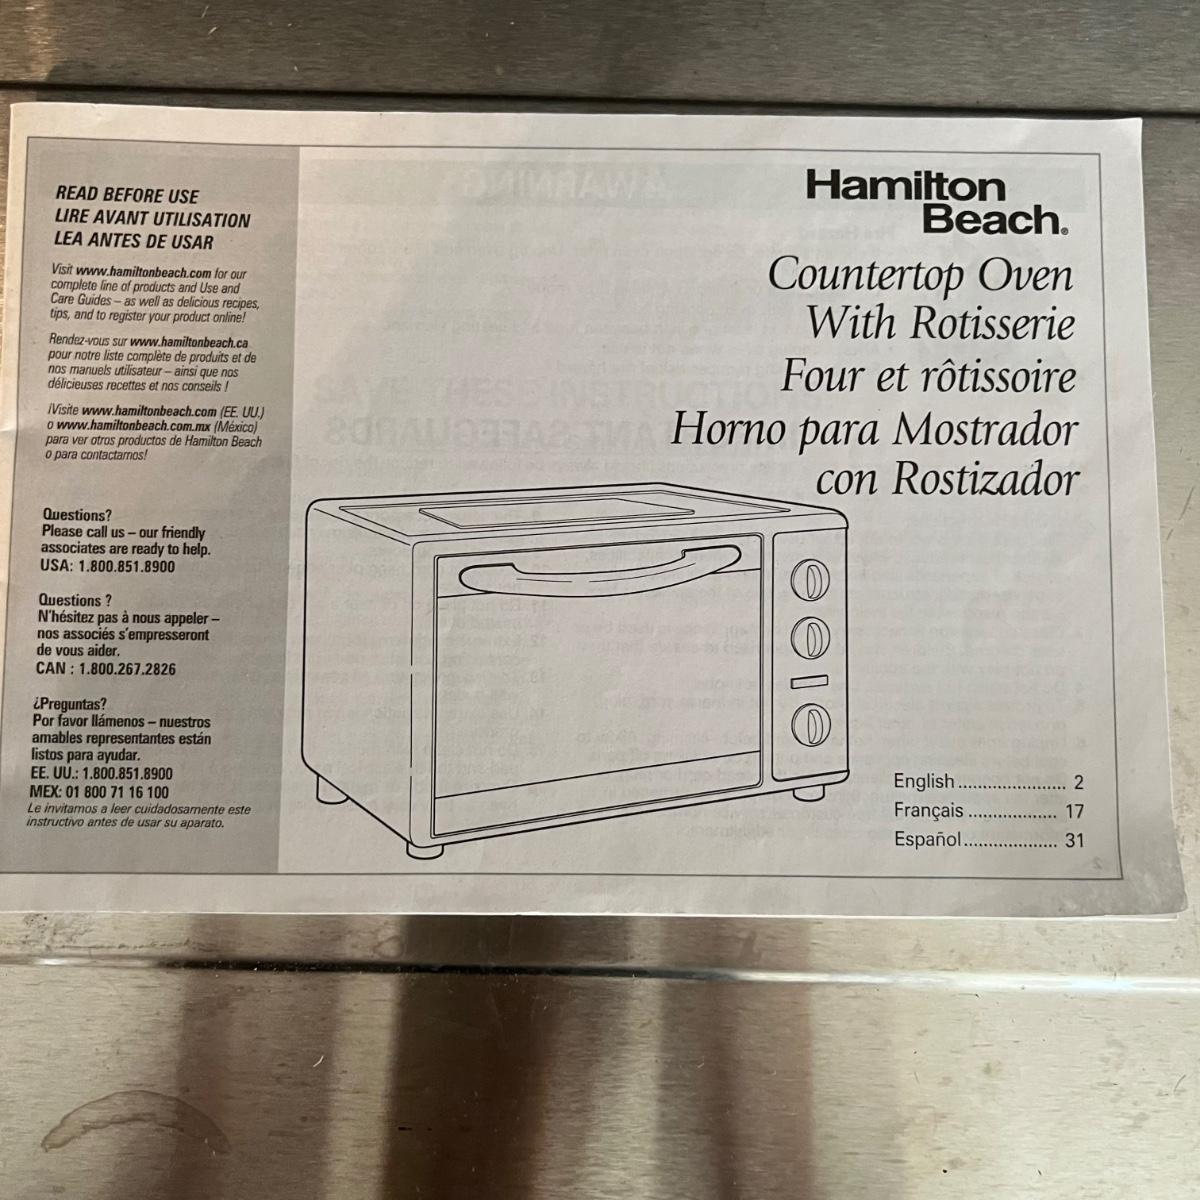 READ BEFORE USE
LIRE AVANT UTILISATION
LEA ANTES DE USAR
Visit www.hamiltonbeach.com for our
complete line of products and Use and
Care Guides – as well as delicious recipes,
tips, and to register your product online!
Rendez-vous sur www.hamiltonbeach.ca
pour notre liste complète de produits et de
nos manuels utilisateur – ainsi que nos
délicieuses recettes et nos conseils !
¡Visite www.hamiltonbeach.com (EE. UU.)
o www.hamiltonbeach.com.mx (México)
para ver otros productos de Hamilton Beach
o para contactarnos!
Questions?
Please call us – our friendly
associates are ready to help.
USA: 1.800.851.8900
Questions ?
N'hésitez pas à nous appeler –
nos associés s'empresseront
de vous aider.
CAN : 1.800.267.2826
¿Preguntas?
Por favor llámenos – nuestros
amables representantes están
listos para ayudar.
EE. UU.: 1.800.851.8900
MEX: 01 800 71 16 100
Le invitamos a leer cuidadosamente este
instructivo antes de usar su aparato.
Hamilton
Beach®
Countertop Oven
With Rotisserie
Four et rôtissoire
Horno para Mostrador
con Rostizador
English ...................... 2
Français .................. 17
Español ................... 31